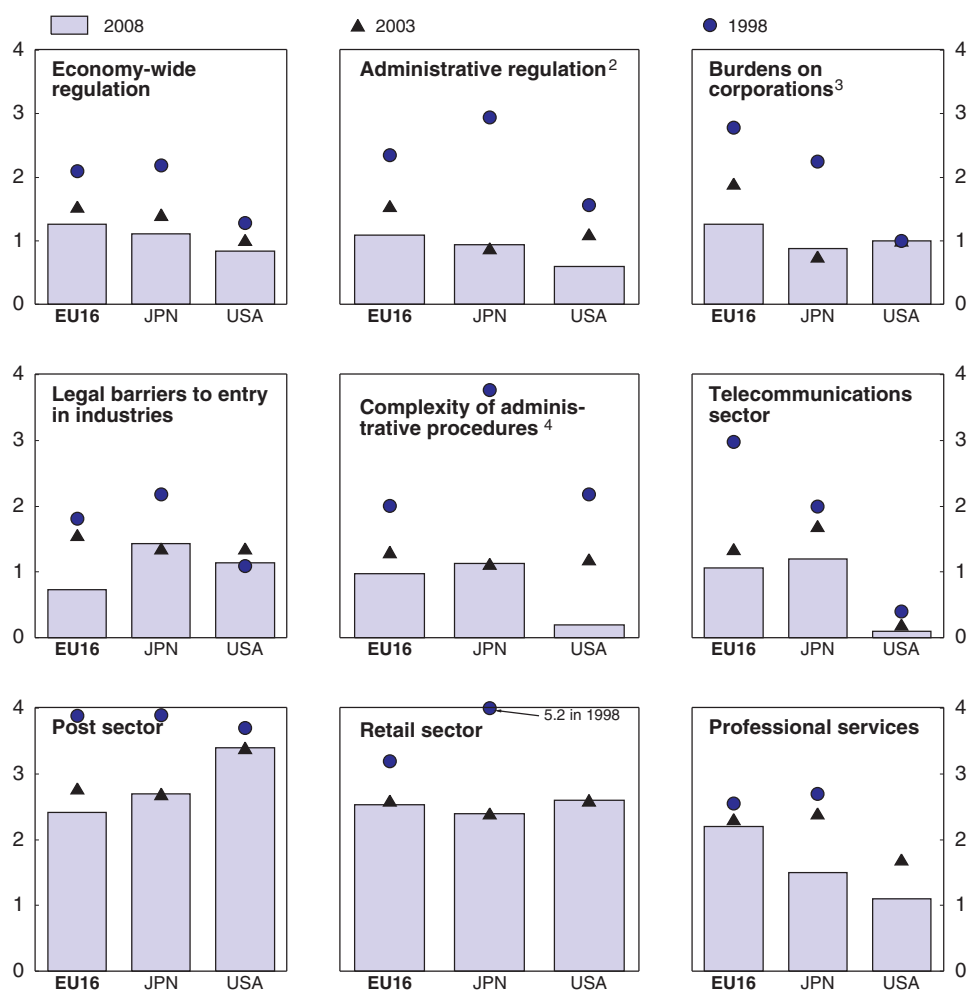 2008 2003 1998
4 4
Economy-wide
regulation
Administrative regulation2
Burdens on
corporations3
3 3
2 2
1 1
0 0
EU16 JPN USA EU16 JPN USA EU16 JPN USA
4 4
Legal barriers to entry
in industries
Complexity of adminis-
trative procedures 4
Telecommunications
sector
3 3
2 2
1 1
0 0
EU16 JPN USA EU16 JPN USA EU16 JPN USA
4 4
Post sector
Retail sector
5.2 in 1998
Professional services
3 3
2 2
1 1
0 0
EU16 JPN USA EU16 JPN USA EU16 JPN USA